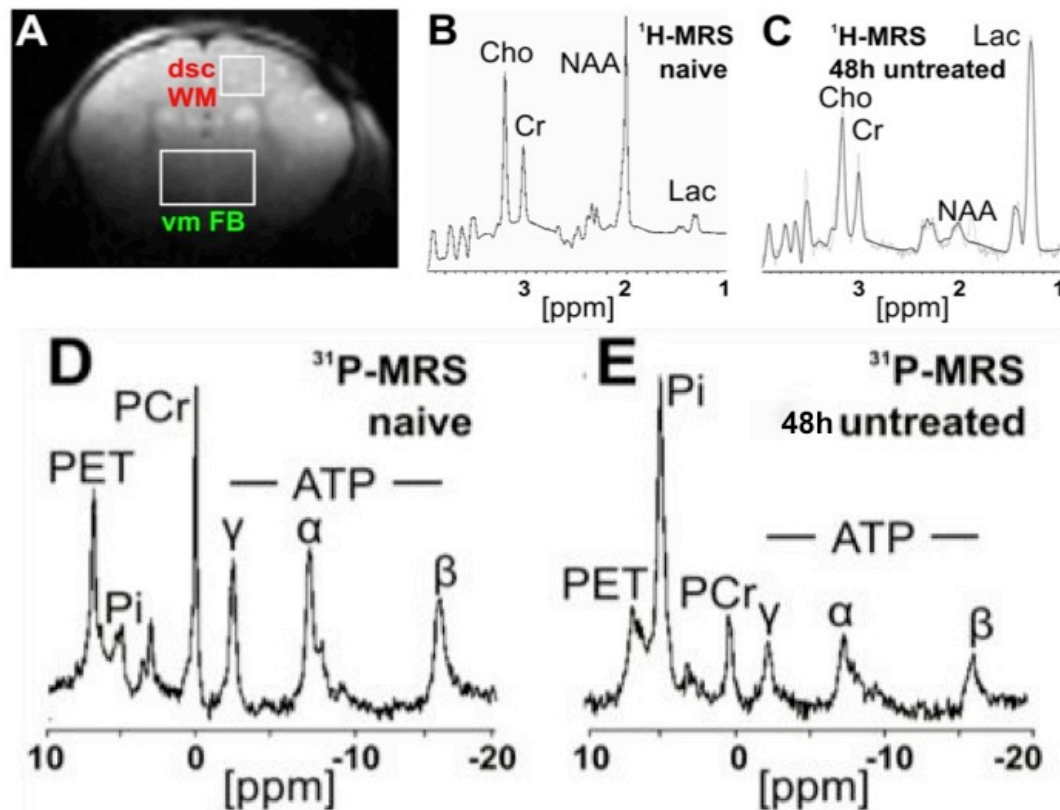 A
dsc
WM
vm FB
B
¹H-MRS
naive
Cho
NAA
Cr
Lac
3 2 1
[ppm]
C
¹H-MRS
48h untreated
Lac
Cho
Cr
NAA
3 2 1
[ppm]
D
³¹P-MRS
naive
PCr
PET
— ATP —
γ α β
Pi
10 0 -10 -20
[ppm]
E
³¹P-MRS
48h untreated
Pi
— ATP —
PET PCr γ α β
10 0 -10 -20
[ppm]